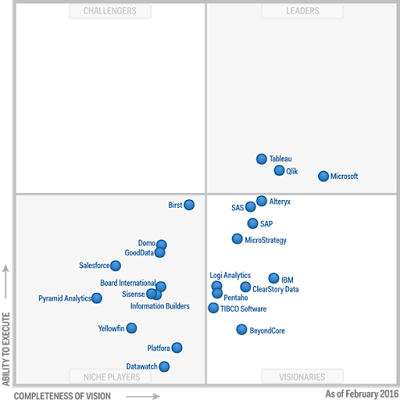 CHALLENGERS
LEADERS
Tableau
Qlik
Microsoft
Birst
Alteryx
SAS
SAP
MicroStrategy
Domo
GoodData
Salesforce
Logi Analytics
IBM
Board International
ClearStory Data
Sisense
Pyramid Analytics
Pentaho
Information Builders
TIBCO Software
Yellowfin
BeyondCore
Platfora
Datawatch
NICHE PLAYERS
VISIONARIES
ABILITY TO EXECUTE
COMPLETENESS OF VISION
As of February 2016